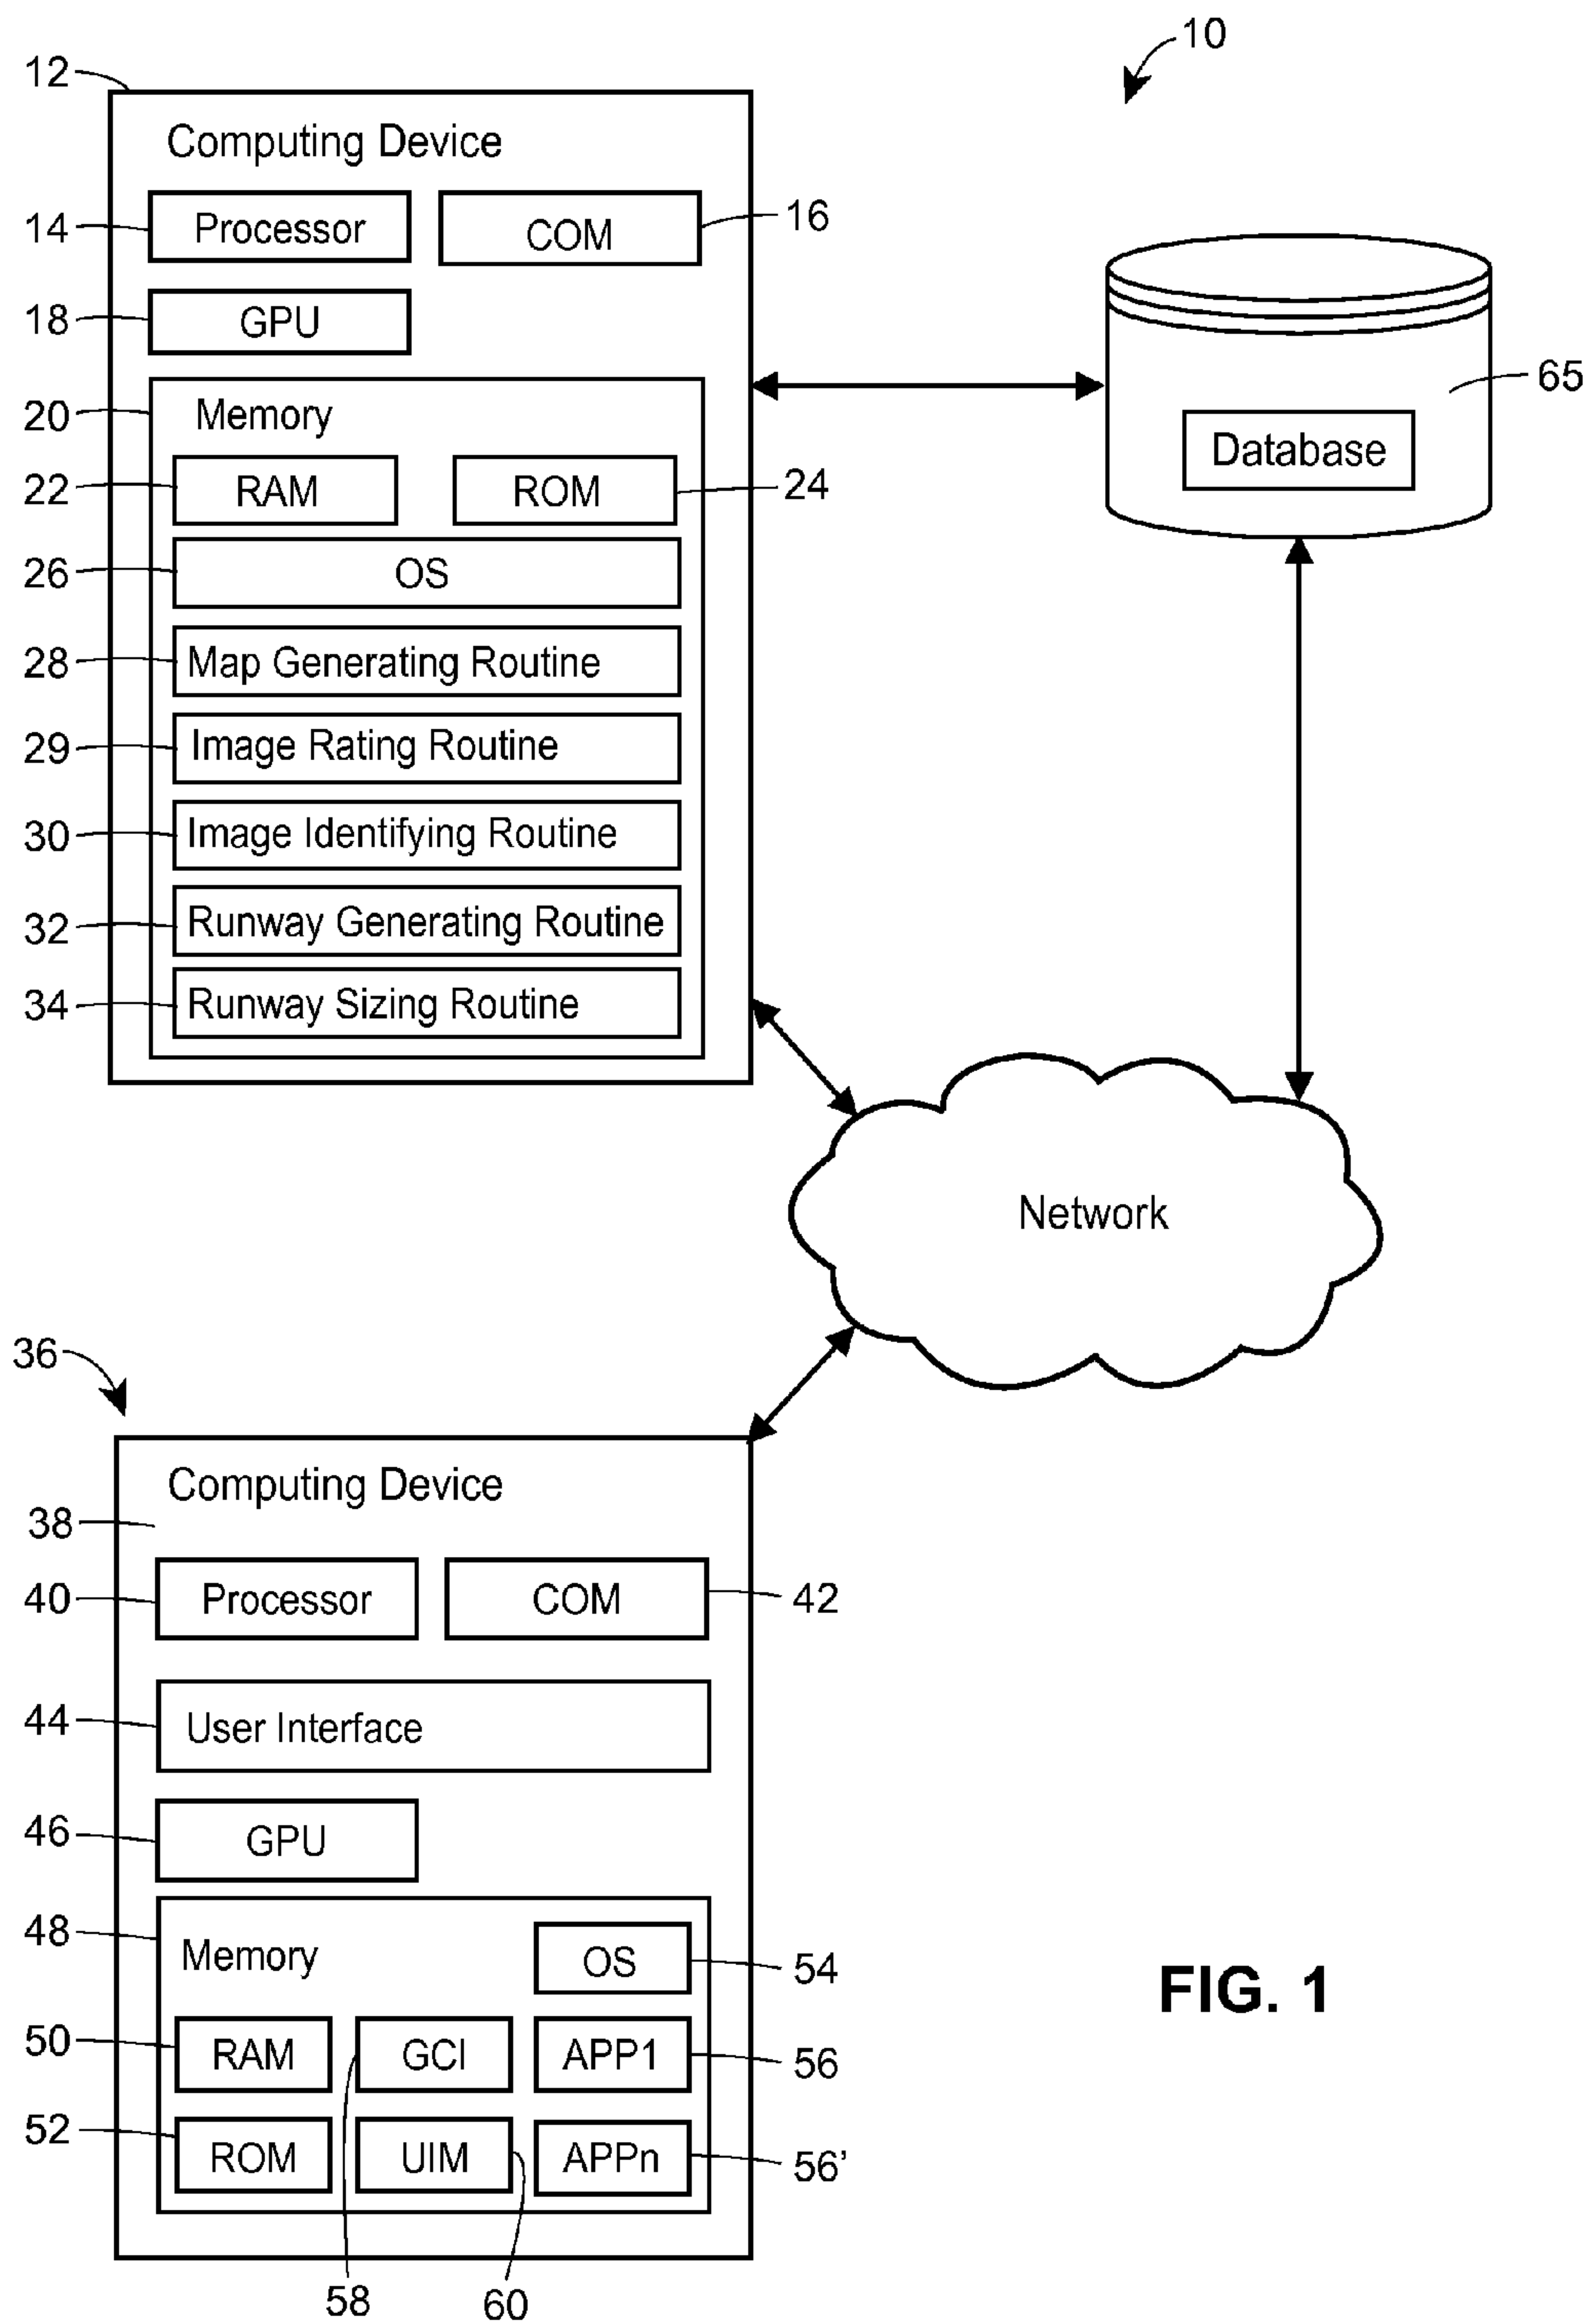 10
12
Computing Device
14
Processor
COM
16
18
GPU
20
Memory
22
RAM
ROM
24
26
OS
28
Map Generating Routine
29
Image Rating Routine
30
Image Identifying Routine
32
Runway Generating Routine
34
Runway Sizing Routine
65
Database
Network
36
Computing Device
38
40
Processor
COM
42
44
User Interface
46
GPU
48
Memory
OS
54
50
RAM
GCI
APP1
56
52
ROM
UIM
APPn
56’
58
60
FIG. 1